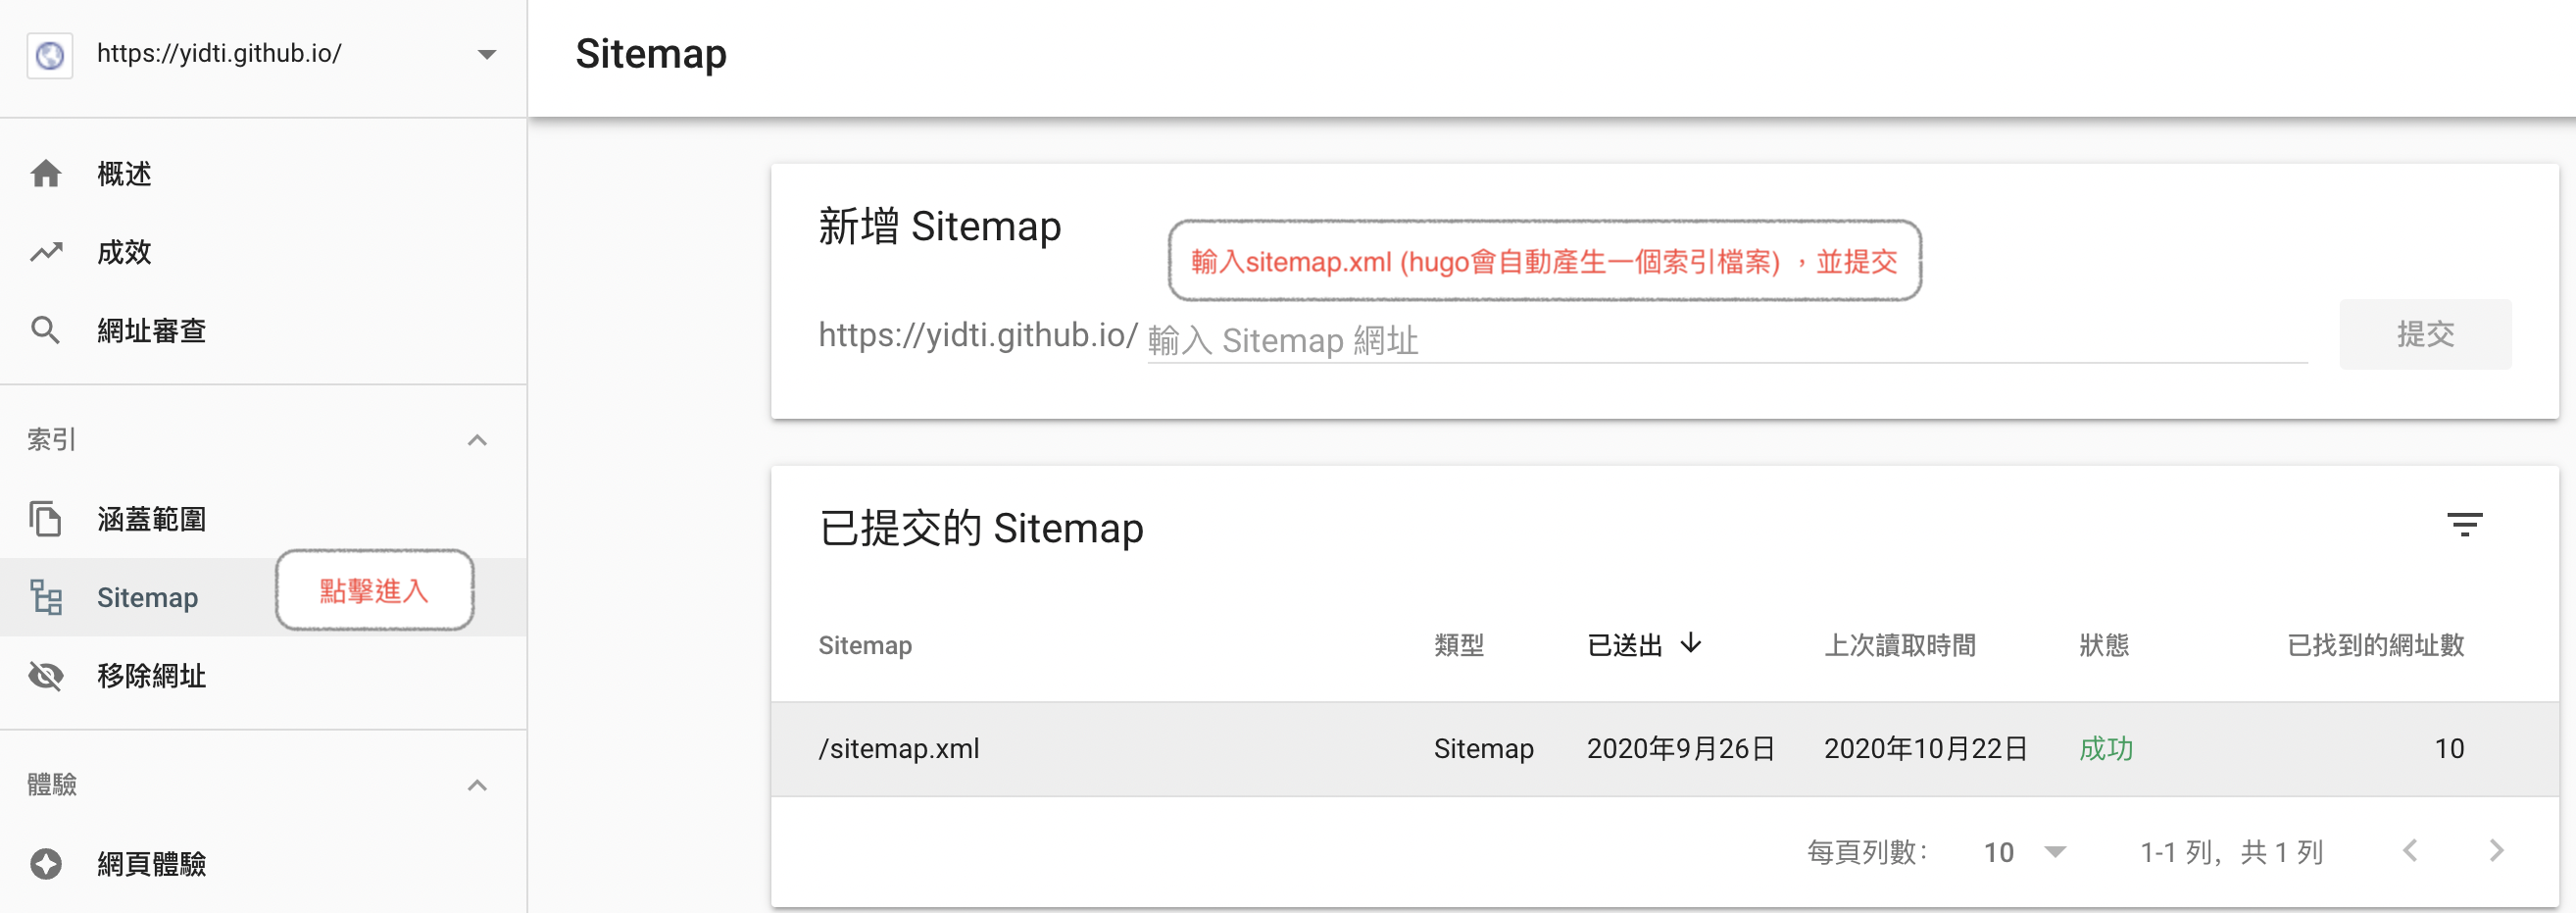 https://yidti.github.io/
概述
成效
網址審查
索引
涵蓋範圍
Sitemap
點擊進入
移除網址
體驗
網頁體驗
Sitemap
新增 Sitemap
輸入sitemap.xml (hugo會自動產生一個索引檔案) ，並提交
https://yidti.github.io/ 輸入 Sitemap 網址
提交
已提交的 Sitemap
Sitemap 類型 已送出 上次讀取時間 狀態 已找到的網址數
/sitemap.xml Sitemap 2020年9月26日 2020年10月22日 成功 10
每頁列數： 10 1-1 列，共 1 列